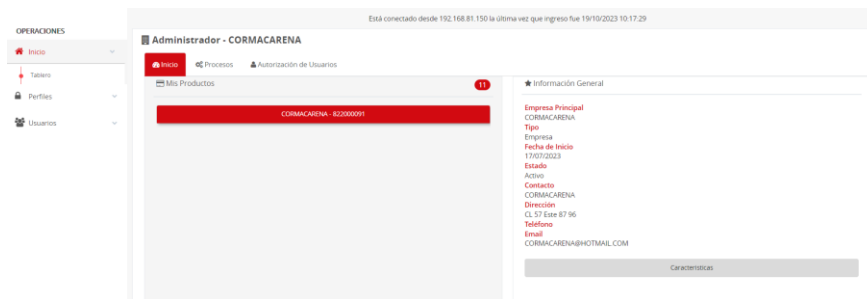 Está conectado desde 192.168.81.150 la última vez que ingreso fue 19/10/2023 10:17:29
OPERACIONES
Inicio
Tablero
Perfiles
Usuarios
Administrador - CORMACARENA
Inicio
Procesos
Autorización de Usuarios
Mis Productos
11
CORMACARENA - 822000091
Información General
Empresa Principal
CORMACARENA
Tipo
Empresa
Fecha de Inicio
17/07/2023
Estado
Activo
Contacto
CORMACARENA
Dirección
CL 57 Este 87 96
Teléfono
Email
CORMACARENA@HOTMAIL.COM
Características